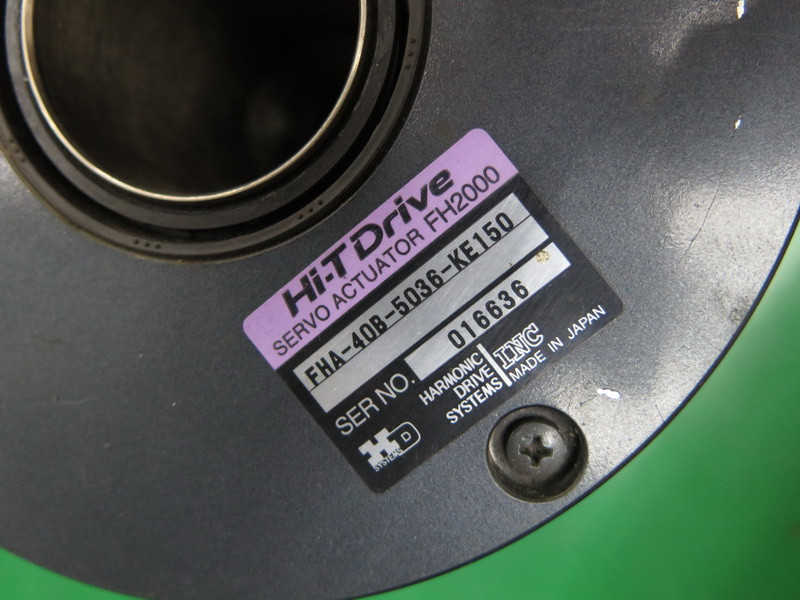 Hi-T Drive
SERVO ACTUATOR FH2000
FHA-40B-5036-KE150
SER NO. 016636
HD SYSTEMS
HARMONIC
DRIVE
SYSTEMS
INC
MADE IN JAPAN